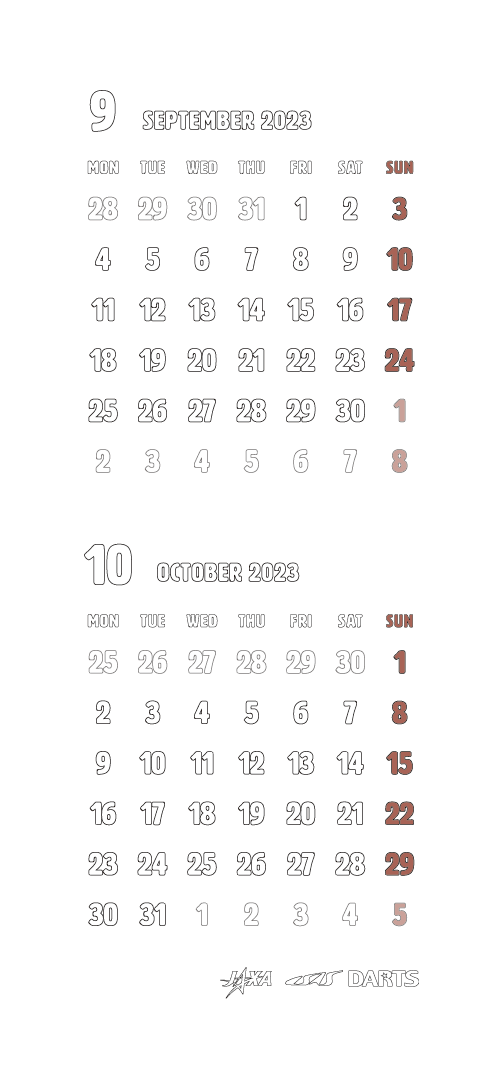 9 SEPTEMBER 2023
MON TUE WED THU FRI SAT SUN
28 29 30 31 1 2 3
4 5 6 7 8 9 10
11 12 13 14 15 16 17
18 19 20 21 22 23 24
25 26 27 28 29 30 1
2 3 4 5 6 7 8
10 OCTOBER 2023
MON TUE WED THU FRI SAT SUN
25 26 27 28 29 30 1
2 3 4 5 6 7 8
9 10 11 12 13 14 15
16 17 18 19 20 21 22
23 24 25 26 27 28 29
30 31 1 2 3 4 5
JAXA ISAS DARTS